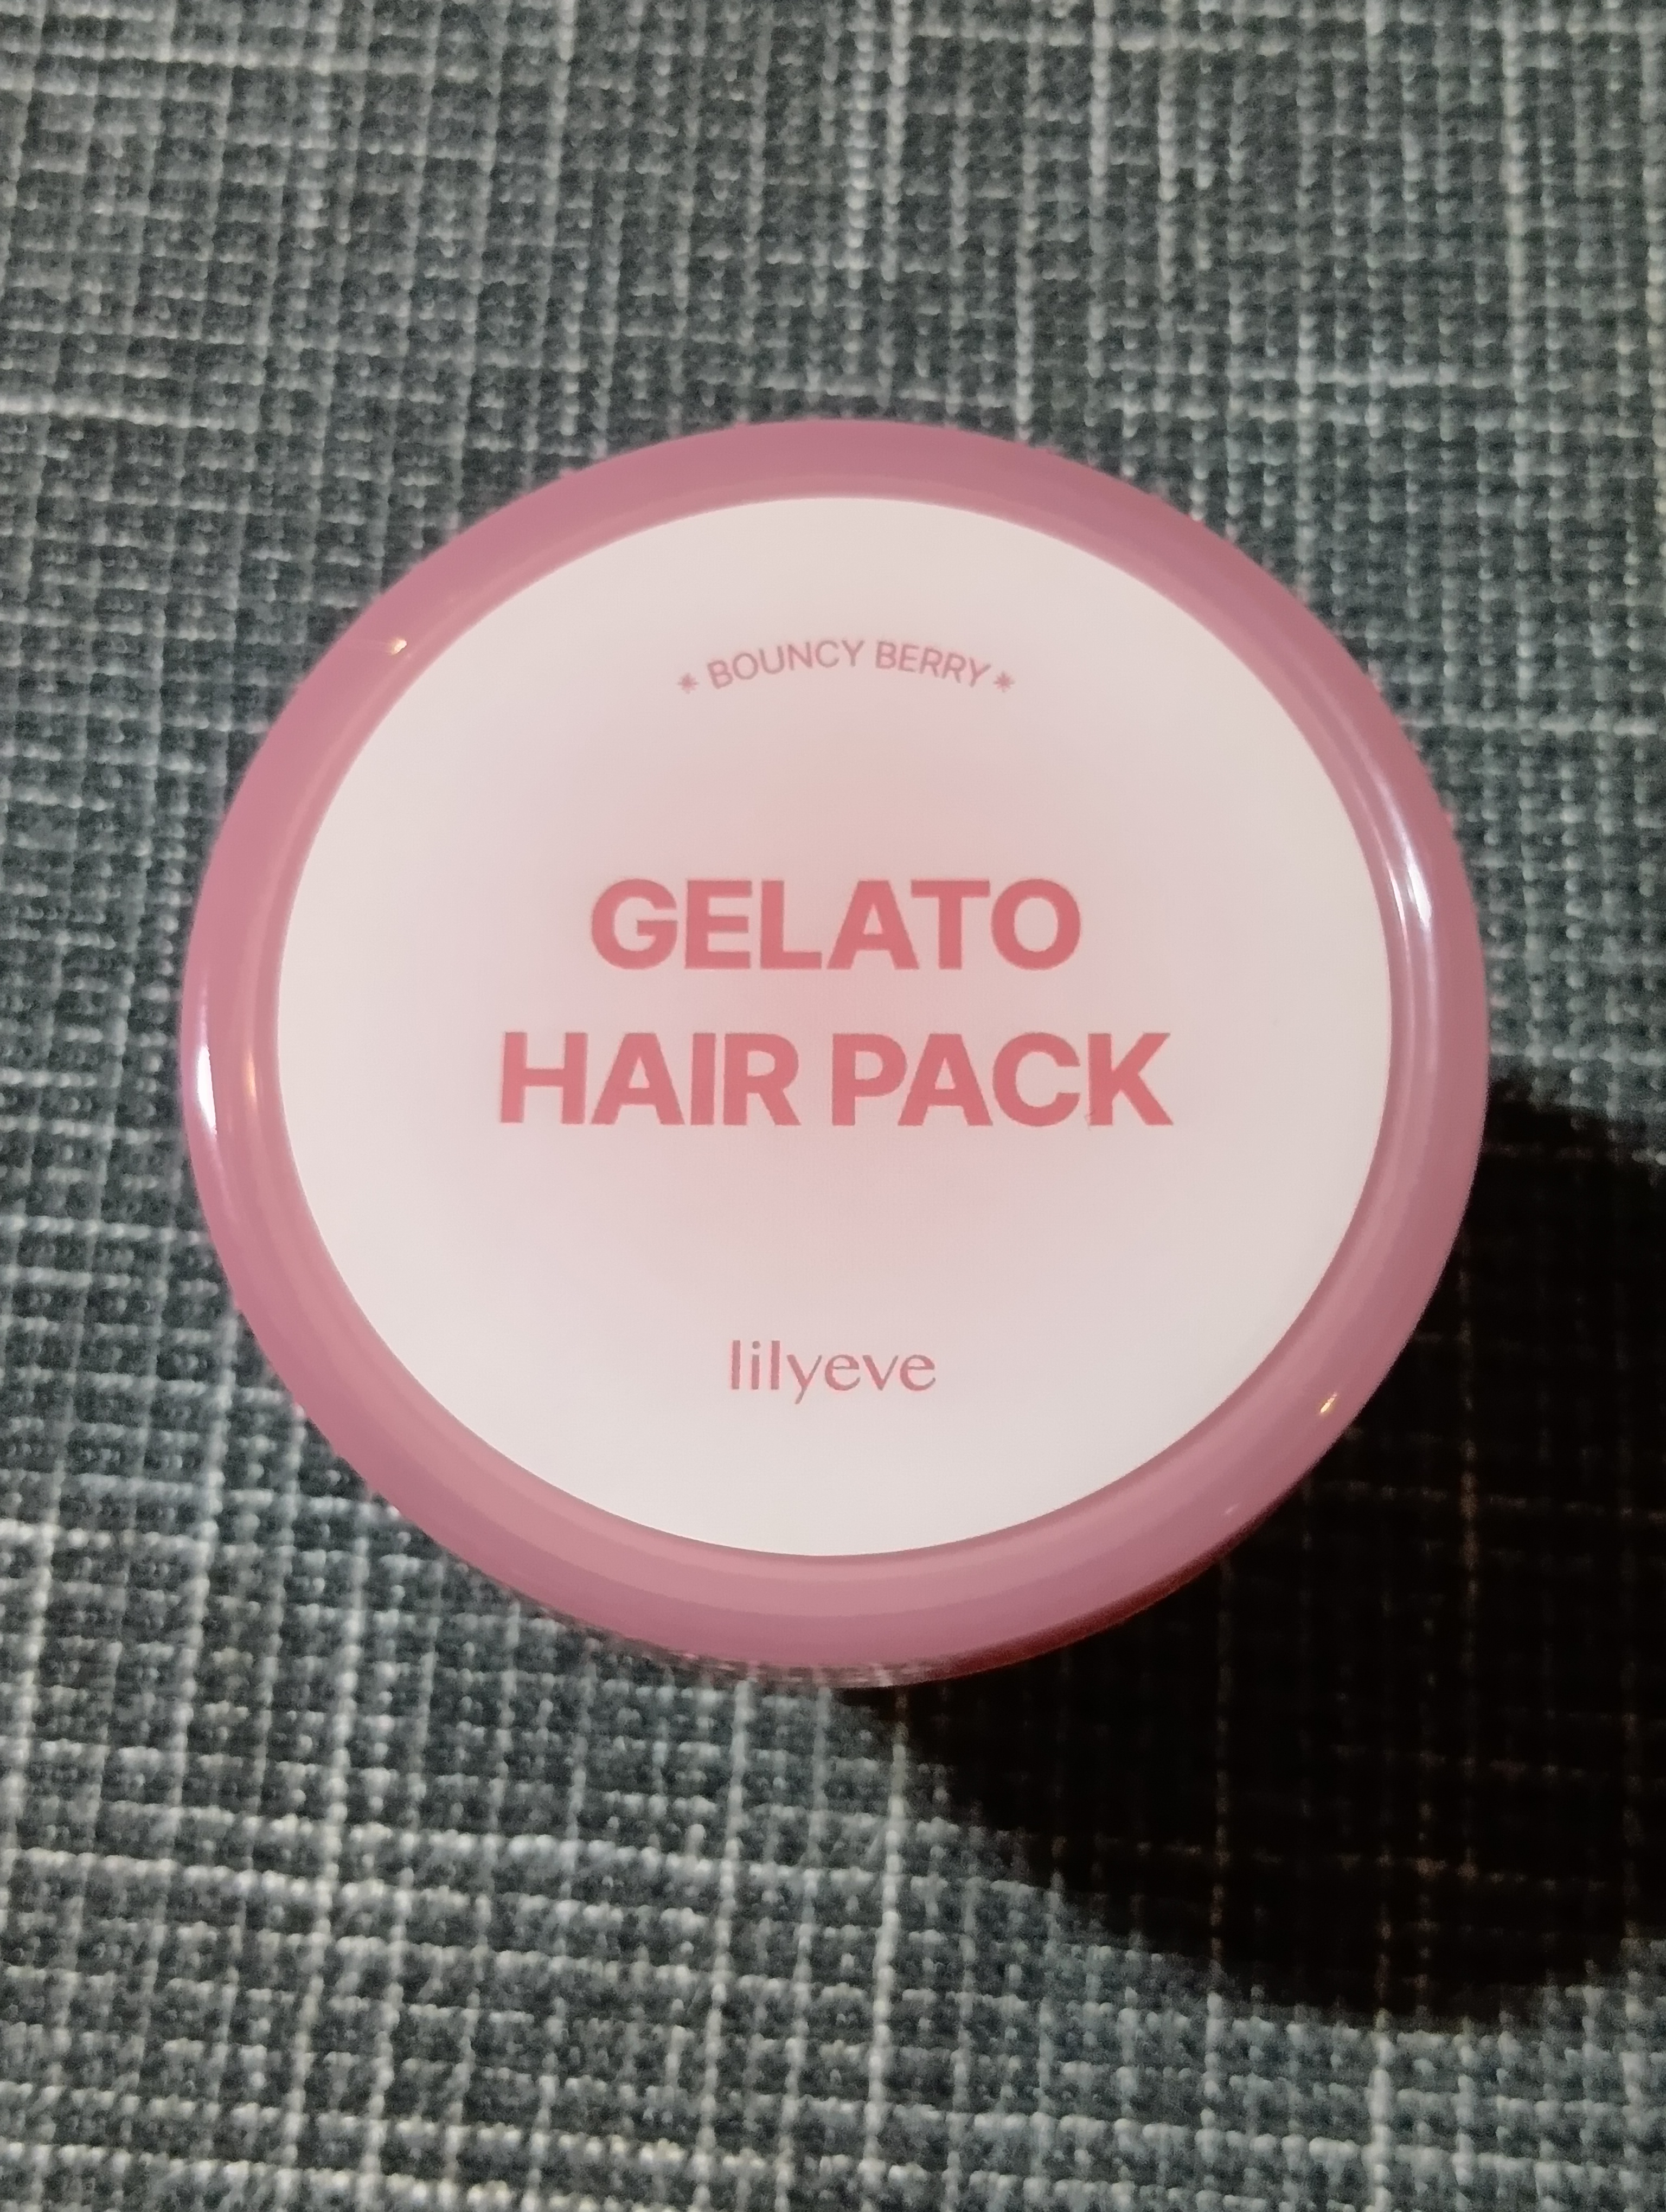 * BOUNCY BERRY *
GELATO
HAIR PACK
lilyeve